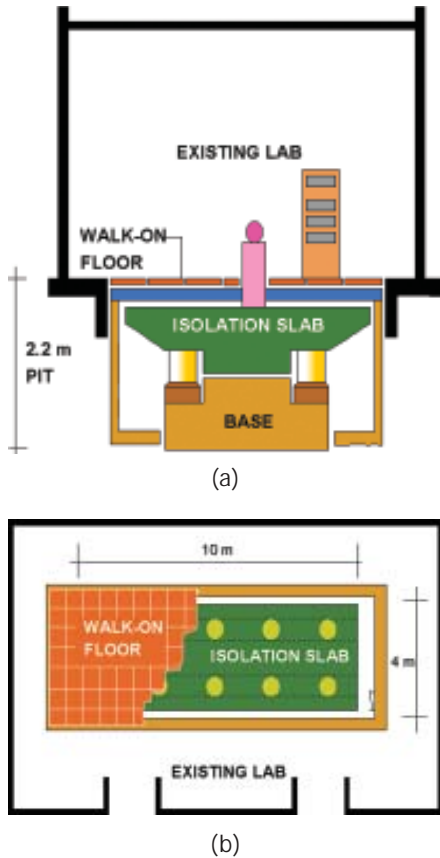 EXISTING LAB
WALK-ON
FLOOR
ISOLATION SLAB
2.2 m
PIT
BASE
(a)
10 m
WALK-ON
FLOOR
ISOLATION SLAB
4 m
EXISTING LAB
(b)